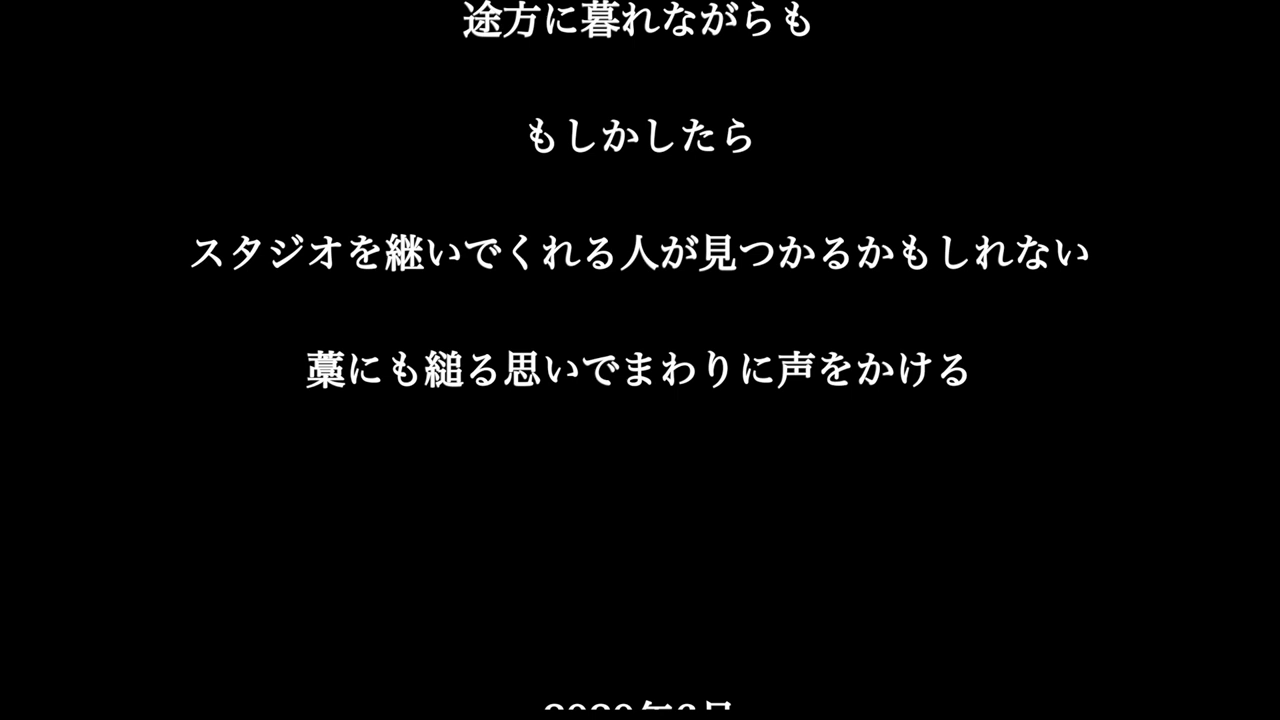 途方に暮れながらも
もしかしたら
スタジオを継いでくれる人が見つかるかもしれない
藁にも縋る思いでまわりに声をかける